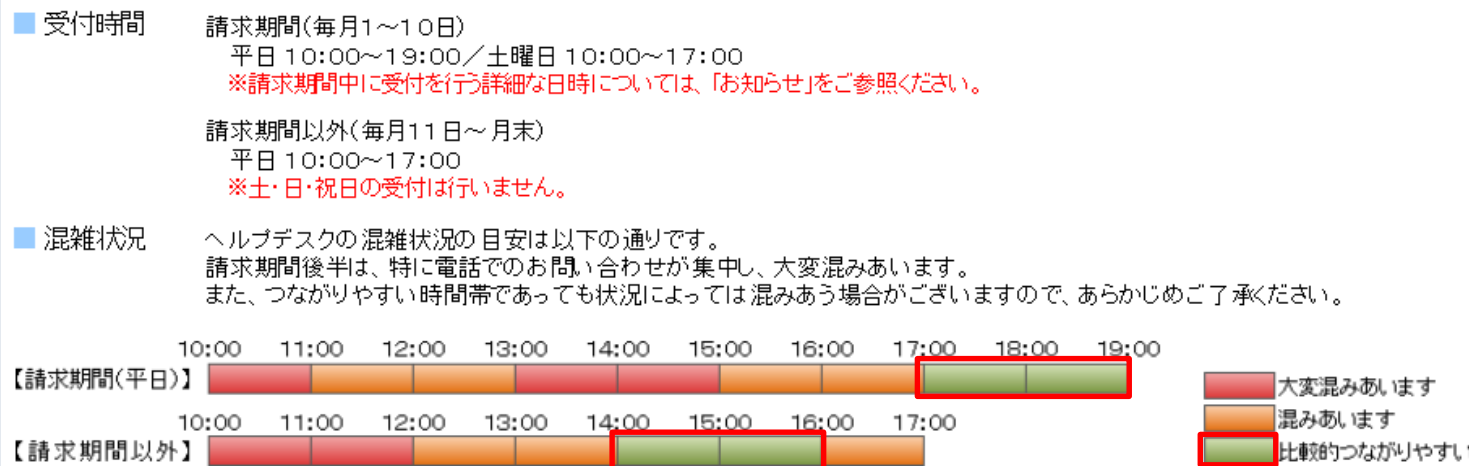 受付時間 請求期間(毎月1～10日)
平日 10:00～19:00／土曜日 10:00～17:00
※請求期間中に受付を行う詳細な日時については、「お知らせ」をご参照ください。
請求期間以外(毎月11日～月末)
平日 10:00～17:00
※土・日・祝日の受付は行いません。
混雑状況 ヘルプデスクの混雑状況の目安は以下の通りです。
請求期間後半は、特に電話でのお問い合わせが集中し、大変混みあいます。
また、つながりやすい時間帯であっても状況によっては混みあう場合がございますので、あらかじめご了承ください。
10:00 11:00 12:00 13:00 14:00 15:00 16:00 17:00 18:00 19:00
【請求期間(平日)】
大変混みあいます
10:00 11:00 12:00 13:00 14:00 15:00 16:00 17:00
混みあいます
【請求期間以外】
比較的つながりやすい